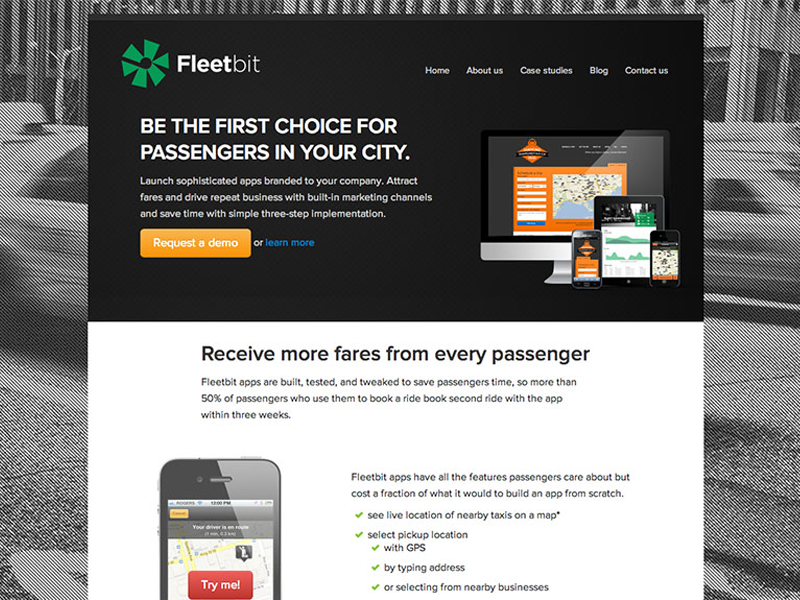 Fleetbit
Home About us Case studies Blog Contact us
BE THE FIRST CHOICE FOR
PASSENGERS IN YOUR CITY.
Launch sophisticated apps branded to your company. Attract
fares and drive repeat business with built-in marketing channels
and save time with simple three-step implementation.
Request a demo or learn more
Receive more fares from every passenger
Fleetbit apps are built, tested, and tweaked to save passengers time, so more than
50% of passengers who use them to book a ride book second ride with the app
within three weeks.
ROGERS 12:00 PM
Cancel
Your driver is en route
Try me!
Fleetbit apps have all the features passengers care about but
cost a fraction of what it would to build an app from scratch.
see live location of nearby taxis on a map*
select pickup location
with GPS
by typing address
or selecting from nearby businesses